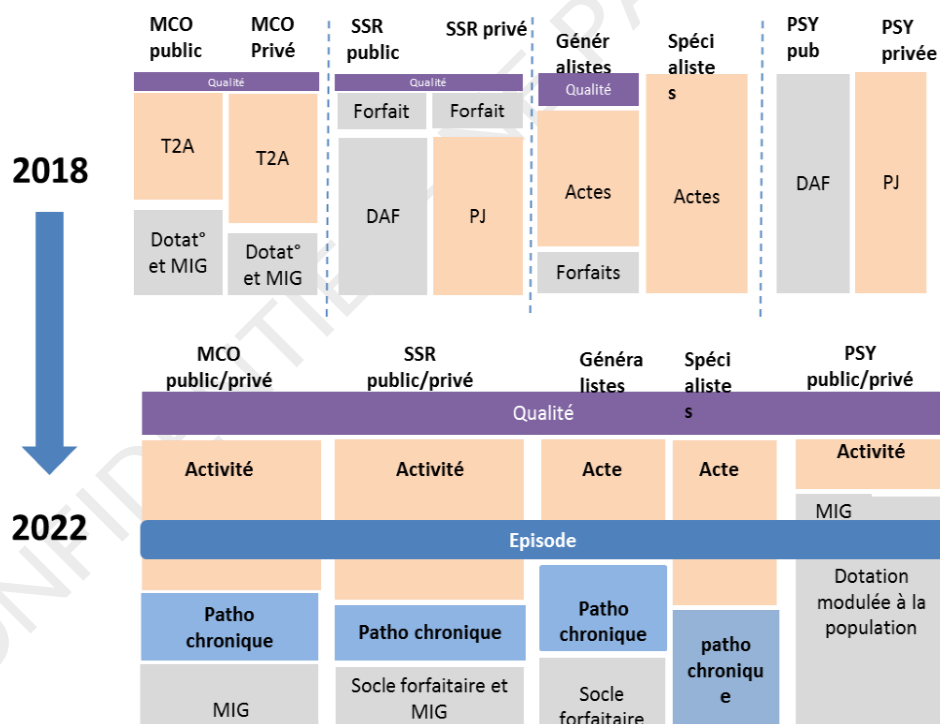 MCO
public
MCO
Privé
SSR
public
SSR privé
Génér
alistes
Spéci
aliste
s
PSY
pub
PSY
privée
Qualité
Qualité
Qualité
2018
T2A
T2A
Forfait
Forfait
Actes
Actes
DAF
PJ
DAF
PJ
Dotat°
et MIG
Dotat°
et MIG
Forfaits
MCO
public/privé
SSR
public/privé
Généra
listes
Spéci
aliste
s
PSY
public/privé
Qualité
Activité
Activité
Acte
Acte
Activité
2022
MIG
Episode
Patho
chronique
Patho chronique
Patho
chronique
patho
chroniqu
e
Dotation
modulée à la
population
MIG
Socle forfaitaire et
MIG
Socle
forfaitaire